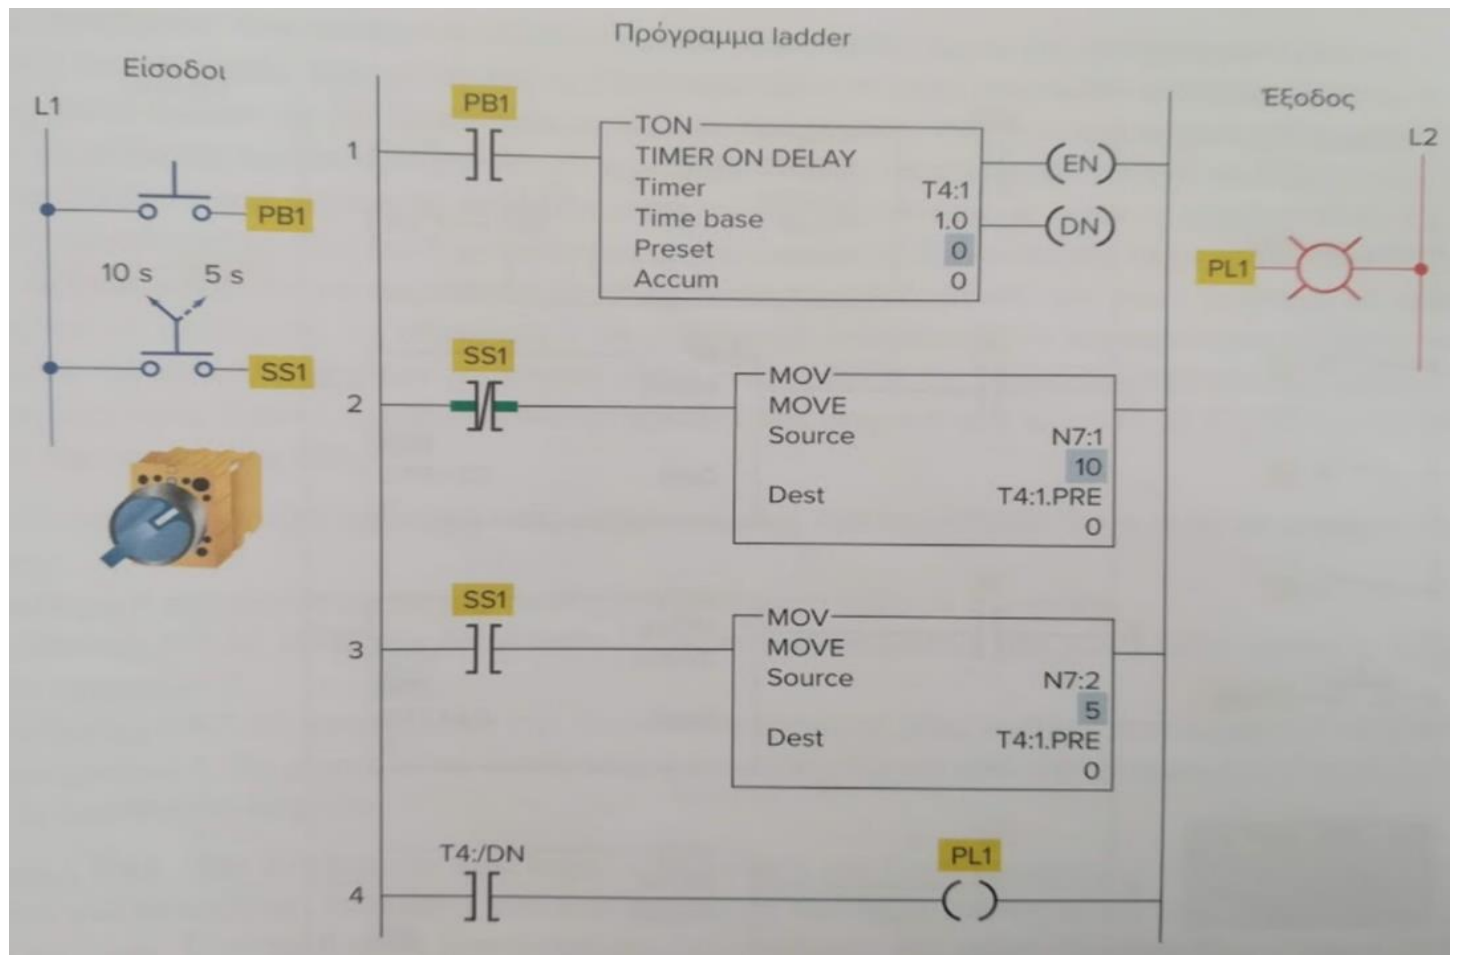 Πρόγραμμα ladder
Είσοδοι
L1
PB1
10 s 5 s
SS1
1
PB1
TON
TIMER ON DELAY
Timer T4:1
Time base 1.0
Preset 0
Accum 0
EN
DN
2
SS1
MOV
MOVE
Source N7:1
10
Dest T4:1.PRE
0
3
SS1
MOV
MOVE
Source N7:2
5
Dest T4:1.PRE
0
4
T4:/DN
PL1
Έξοδος
L2
PL1